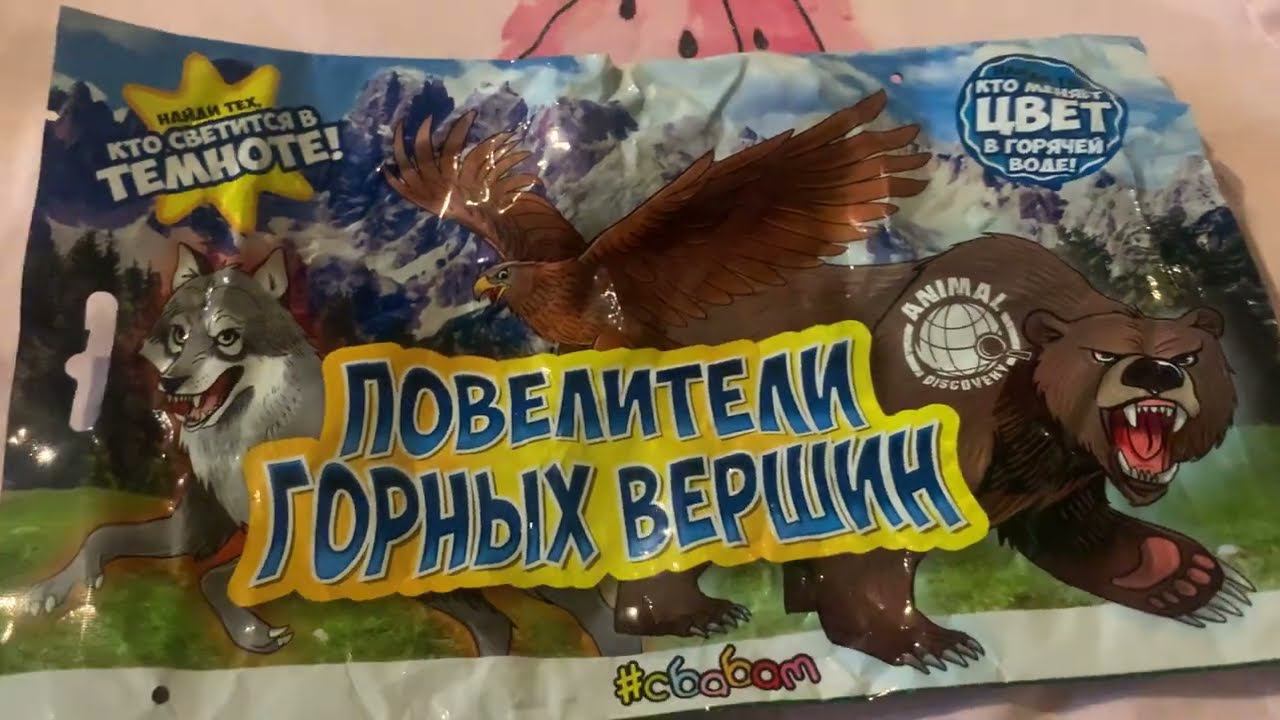 НАЙДИ ТЕХ,
КТО СВЕТИТСЯ В
ТЕМНОТЕ!
КТО МЕНЯЕТ
ЦВЕТ
В ГОРЯЧЕЙ
ВОДЕ!
ANIMAL
DISCOVERY
ПОВЕЛИТЕЛИ
ГОРНЫХ ВЕРШИН
#сбабам